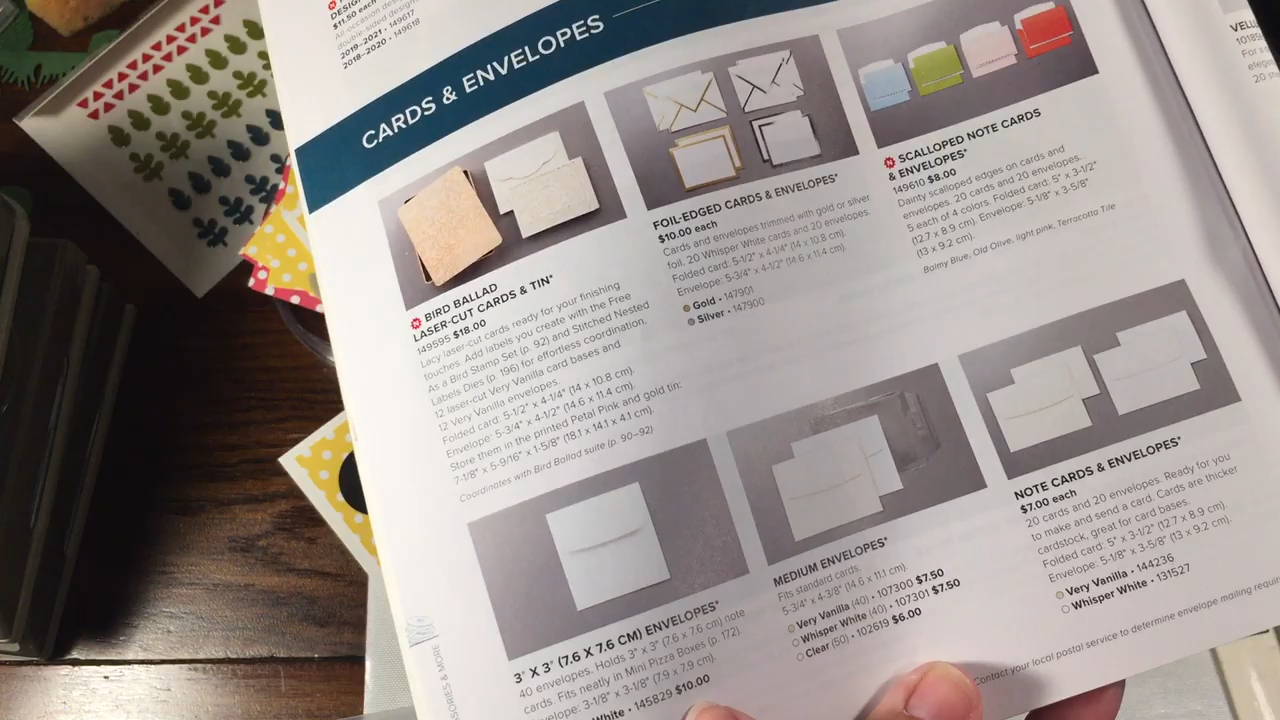 DESIGN
$11.50 each
All-occasion
double-sided
2019–2021 • 149617
2018–2020 • 149618
CARDS & ENVELOPES
BIRD BALLAD
LASER-CUT CARDS & TIN*
149595 $18.00
Lacy laser-cut cards ready for your finishing
touches. Add labels you create with the Free
As a Bird Stamp Set (p. 92) and Stitched Nested
Labels Dies (p. 196) for effortless coordination.
12 laser-cut Very Vanilla card bases and
12 Very Vanilla envelopes.
Folded card: 5-1/2" x 4-1/4" (14 x 10.8 cm).
Envelope: 5-3/4" x 4-1/2" (14.6 x 11.4 cm).
Store them in the printed Petal Pink and gold tin:
7-1/8" x 5-9/16" x 1-5/8" (18.1 x 14.1 x 4.1 cm).
Coordinates with Bird Ballad suite (p. 90–92)
FOIL-EDGED CARDS & ENVELOPES*
$10.00 each
Cards and envelopes trimmed with gold or silver
foil. 20 Whisper White cards and 20 envelopes.
Folded card: 5-1/2" x 4-1/4" (14 x 10.8 cm).
Envelope: 5-3/4" x 4-1/2" (14.6 x 11.4 cm).
Gold • 147901
Silver • 147900
N SCALLOPED NOTE CARDS
& ENVELOPES*
149610 $8.00
Dainty scalloped edges on cards and
envelopes. 20 cards and 20 envelopes.
5 each of 4 colors. Folded card: 5" x 3-1/2"
(12.7 x 8.9 cm). Envelope: 5-1/8" x 3-5/8"
(13 x 9.2 cm).
Balmy Blue, Old Olive, light pink, Terracotta Tile
3" X 3" (7.6 X 7.6 CM) ENVELOPES*
40 envelopes. Holds 3" x 3" (7.6 x 7.6 cm) note
cards. Fits neatly in Mini Pizza Boxes (p. 172).
Envelope: 3-1/8" x 3-1/8" (7.9 x 7.9 cm).
White • 145829 $10.00
MEDIUM ENVELOPES*
Fits standard cards.
5-3/4" x 4-3/8" (14.6 x 11.1 cm).
Very Vanilla (40) • 107300 $7.50
Whisper White (40) • 107301 $7.50
Clear (50) • 102619 $6.00
NOTE CARDS & ENVELOPES*
$7.00 each
20 cards and 20 envelopes. Ready for you
to make and send a card. Cards are thicker
cardstock, great for card bases.
Folded card: 5" x 3-1/2" (12.7 x 8.9 cm).
Envelope: 5-1/8" x 3-5/8" (13 x 9.2 cm).
Very Vanilla • 144236
Whisper White • 131527
Contact your local postal service to determine envelope mailing
& MORE